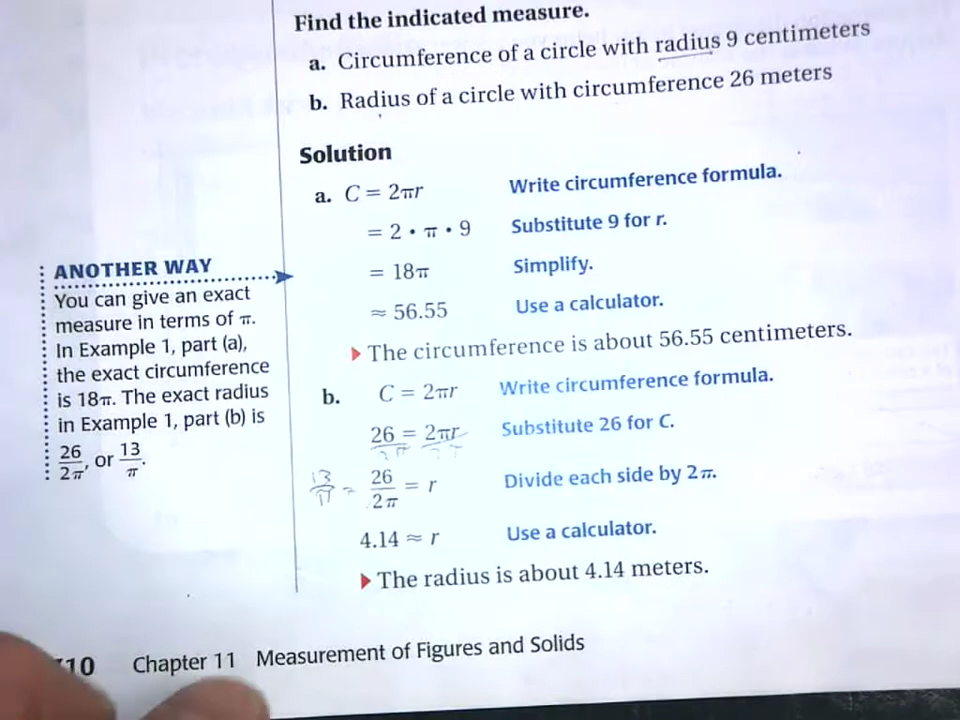 Find the indicated measure.
a. Circumference of a circle with radius 9 centimeters
b. Radius of a circle with circumference 26 meters
Solution
a. C = 2πr Write circumference formula.
= 2 • π • 9 Substitute 9 for r.
= 18π Simplify.
≈ 56.55 Use a calculator.
The circumference is about 56.55 centimeters.
b. C = 2πr Write circumference formula.
26 = 2πr Substitute 26 for C.
13/π = 26/2π = r Divide each side by 2π.
4.14 ≈ r Use a calculator.
The radius is about 4.14 meters.
ANOTHER WAY
You can give an exact
measure in terms of π.
In Example 1, part (a),
the exact circumference
is 18π. The exact radius
in Example 1, part (b) is
26/2π, or 13/π.
10 Chapter 11 Measurement of Figures and Solids